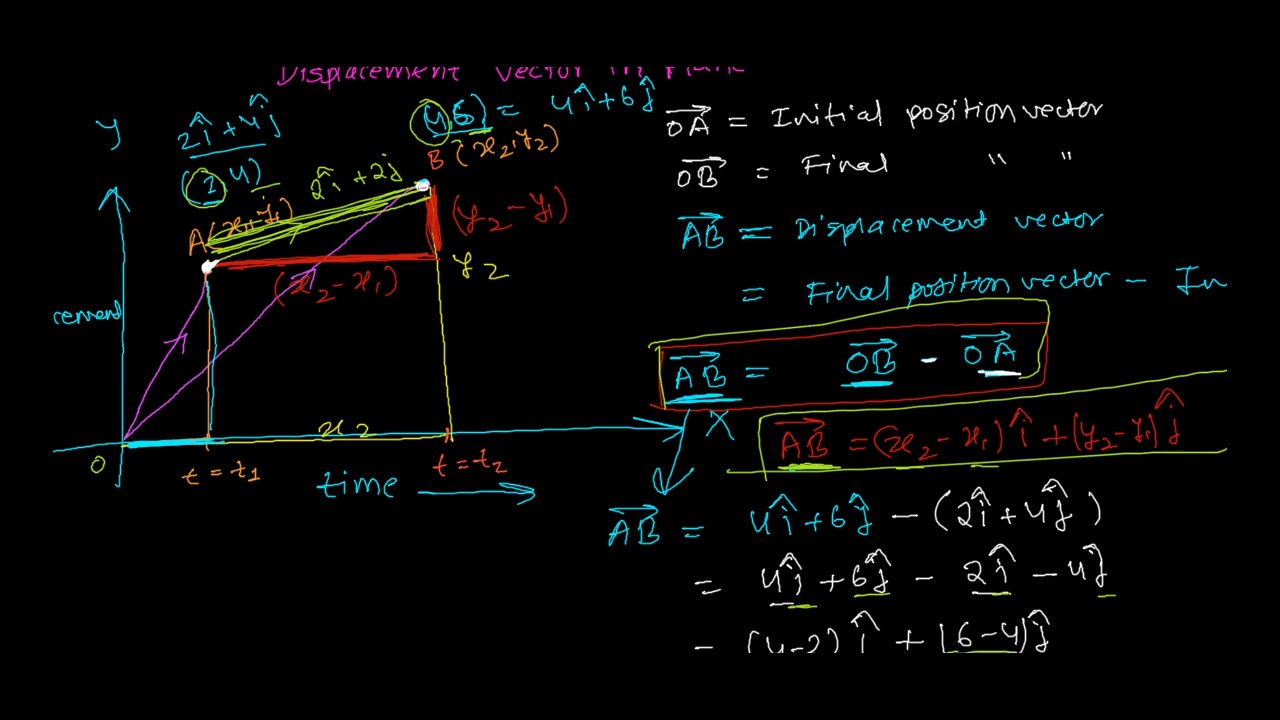 Displacement vector in plane
y
2î+4ĵ
(4,6) = 4î+6ĵ
(2,4)
2î+2ĵ
B (x₂,y₂)
A(x₁,y₁)
(y₂-y₁)
(x₂-x₁)
y₂
cement
x₂
X
O
t=t₁
t=t₂
time
OA⃗ = Initial position vector
OB⃗ = Final " "
AB⃗ = Displacement vector
= Final position vector - In
AB⃗ = OB⃗ - OA⃗
AB⃗ = (x₂-x₁)î+(y₂-y₁)ĵ
AB⃗ = 4î+6ĵ-(2î+4ĵ)
= 4î+6ĵ-2î-4ĵ
= (4-2)î+(6-4)ĵ